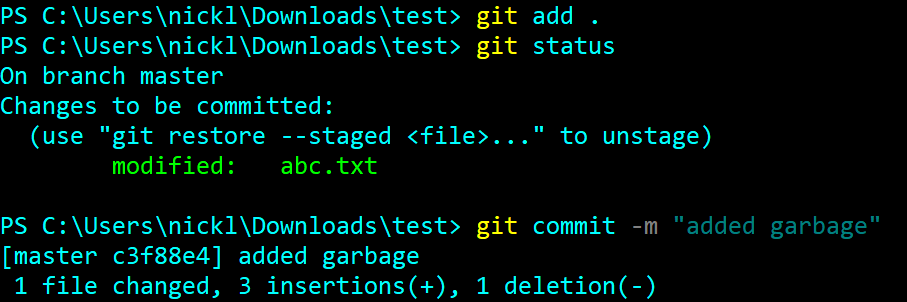 PS C:\Users\nickl\Downloads\test> git add .
PS C:\Users\nickl\Downloads\test> git status
On branch master
Changes to be committed:
  (use "git restore --staged <file>..." to unstage)
        modified:   abc.txt

PS C:\Users\nickl\Downloads\test> git commit -m "added garbage"
[master c3f88e4] added garbage
 1 file changed, 3 insertions(+), 1 deletion(-)